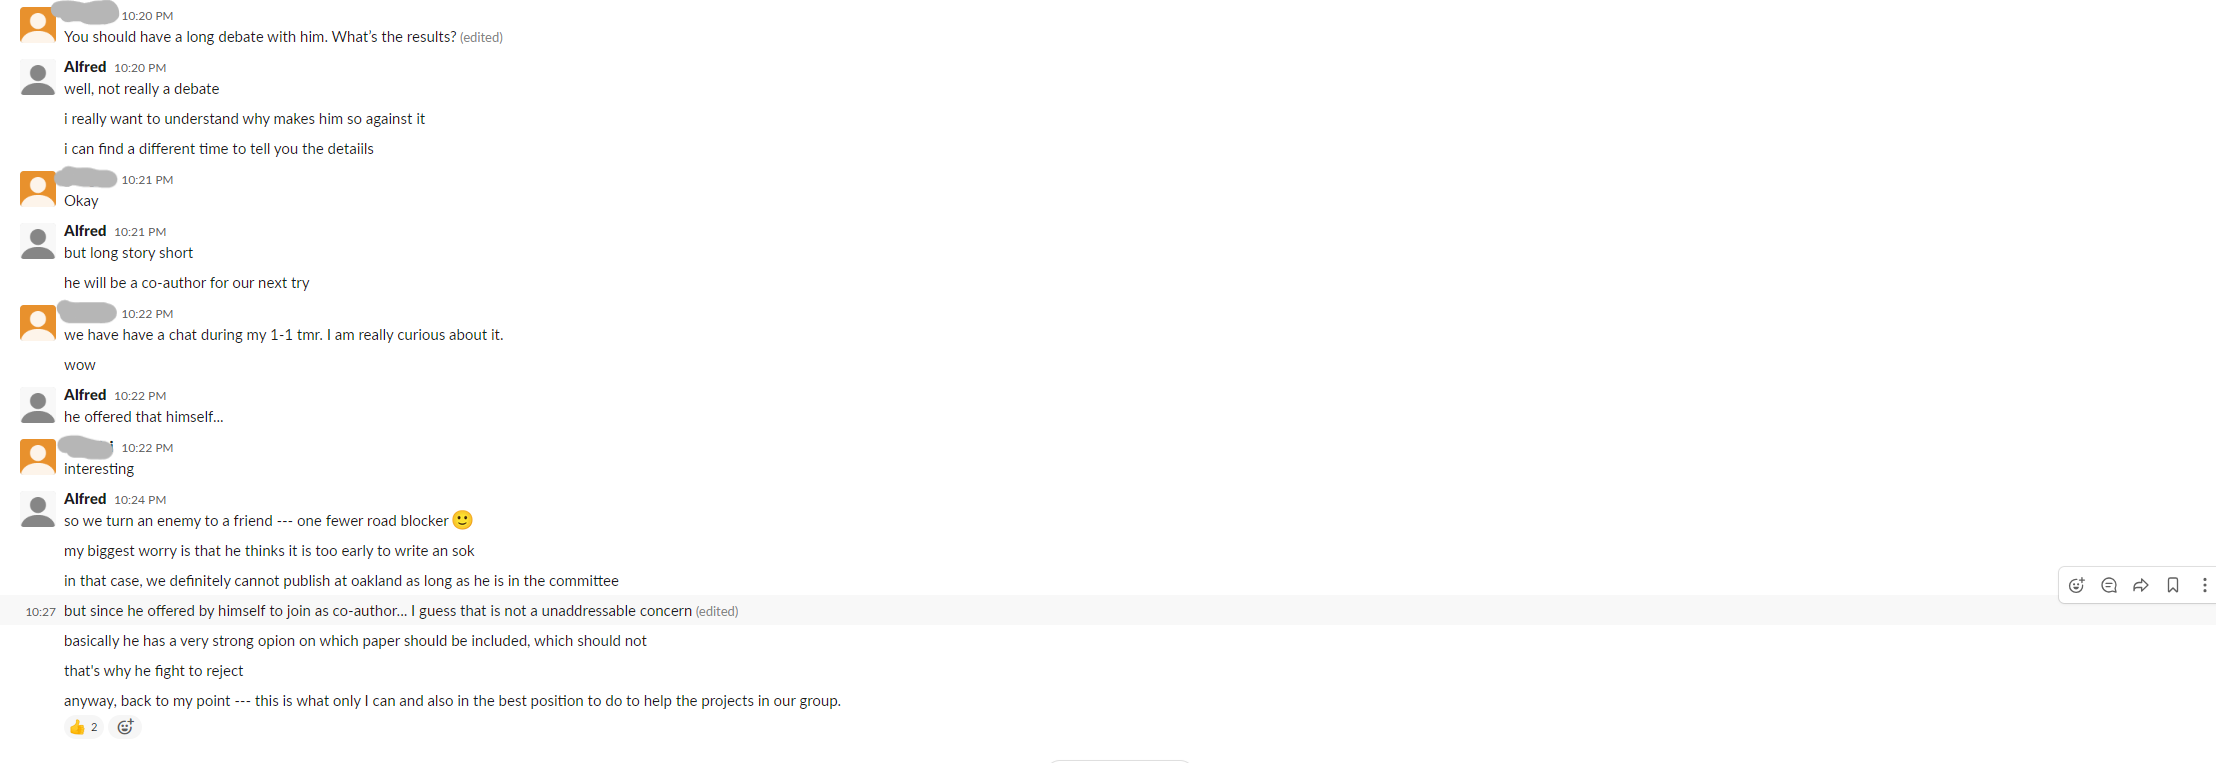 10:20 PM
You should have a long debate with him. What's the results? (edited)
Alfred 10:20 PM
well, not really a debate
i really want to understand why makes him so against it
i can find a different time to tell you the detaiils
10:21 PM
Okay
Alfred 10:21 PM
but long story short
he will be a co-author for our next try
10:22 PM
we have have a chat during my 1-1 tmr. I am really curious about it.
wow
Alfred 10:22 PM
he offered that himself...
10:22 PM
interesting
Alfred 10:24 PM
so we turn an enemy to a friend --- one fewer road blocker 🙂
my biggest worry is that he thinks it is too early to write an sok
in that case, we definitely cannot publish at oakland as long as he is in the committee
10:27 but since he offered by himself to join as co-author... I guess that is not a unaddressable concern (edited)
basically he has a very strong opion on which paper should be included, which should not
that's why he fight to reject
anyway, back to my point --- this is what only I can and also in the best position to do to help the projects in our group.
👍 2